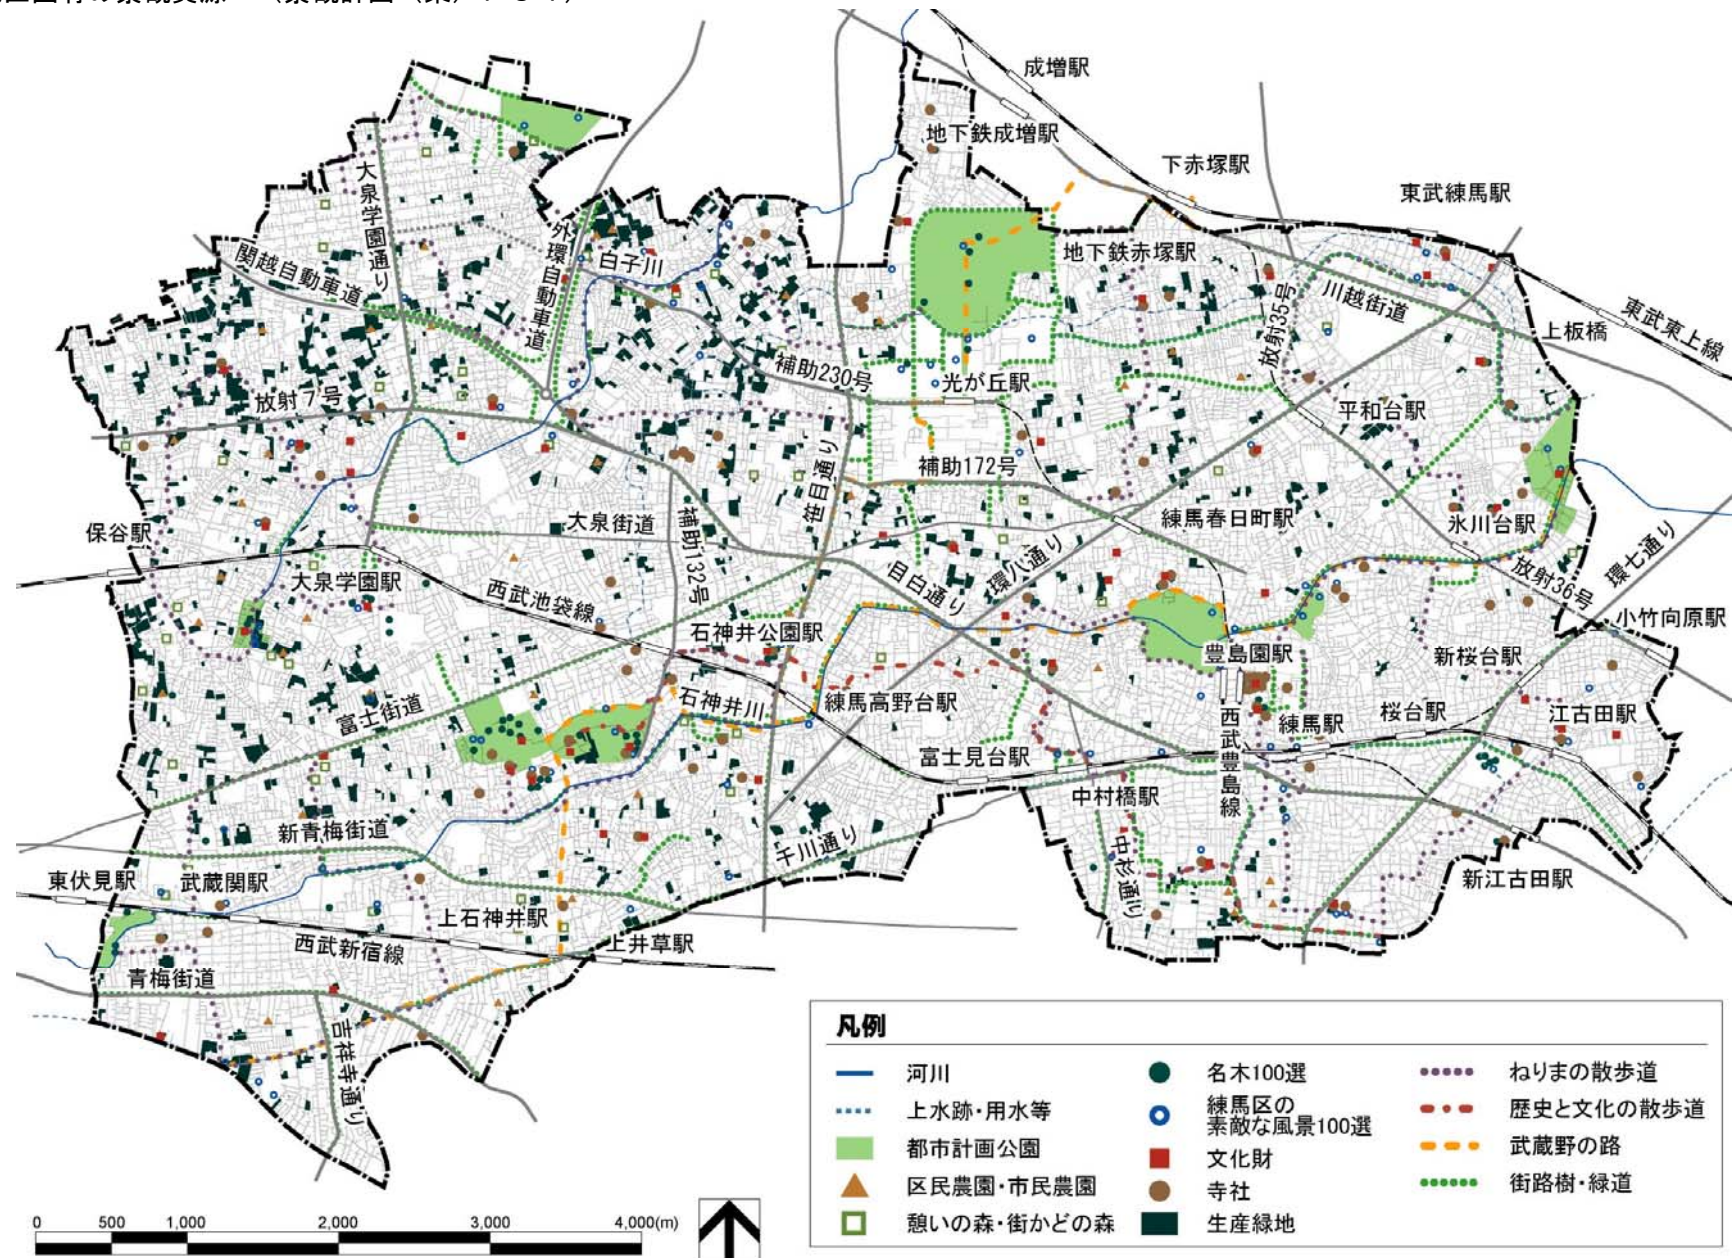 成増駅
地下鉄成増駅
下赤塚駅
東武練馬駅
大泉学園通り
外環自動車道
白子川
関越自動車道
地下鉄赤塚駅
放射35号
川越街道
東武東上線
上板橋
補助230号
光が丘駅
平和台駅
放射7号
笹目通り
補助172号
保谷駅
大泉街道
補助132号
練馬春日町駅
氷川台駅
環七通り
大泉学園駅
西武池袋線
目白通り
環八通り
放射36号
小竹向原駅
石神井公園駅
豊島園駅
新桜台駅
富士街道
石神井川
練馬高野台駅
西武豊島線
練馬駅
桜台駅
江古田駅
富士見台駅
中村橋駅
新青梅街道
千川通り
中杉通り
東伏見駅
武蔵関駅
上石神井駅
新江古田駅
西武新宿線
上井草駅
青梅街道
吉祥寺通り
凡例
河川
上水跡・用水等
都市計画公園
区民農園・市民農園
憩いの森・街かどの森
名木100選
練馬区の
素敵な風景100選
文化財
寺社
生産緑地
ねりまの散歩道
歴史と文化の散歩道
武蔵野の路
街路樹・緑道
0 500 1,000 2,000 3,000 4,000(m)